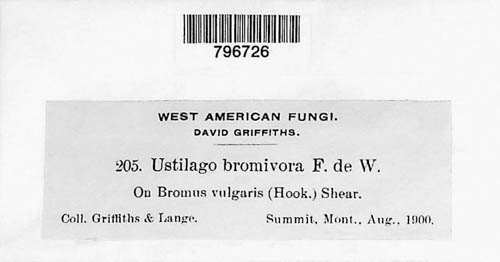 796726
WEST AMERICAN FUNGI.
DAVID GRIFFITHS.
205. Ustilago bromivora F. de W.
On Bromus vulgaris (Hook.) Shear.
Coll. Griffiths & Lange. Summit, Mont., Aug., 1900.